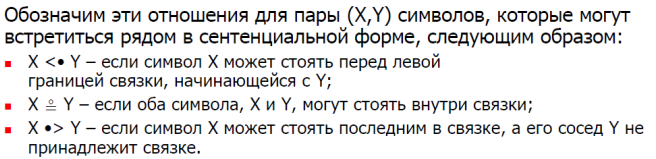 Обозначим эти отношения для пары (X,Y) символов, которые могут
встретиться рядом в сентенциальной форме, следующим образом:
X <• Y – если символ X может стоять перед левой
границей связки, начинающейся с Y;
X ≗ Y – если оба символа, X и Y, могут стоять внутри связки;
X •> Y – если символ X может стоять последним в связке, а его сосед Y не
принадлежит связке.